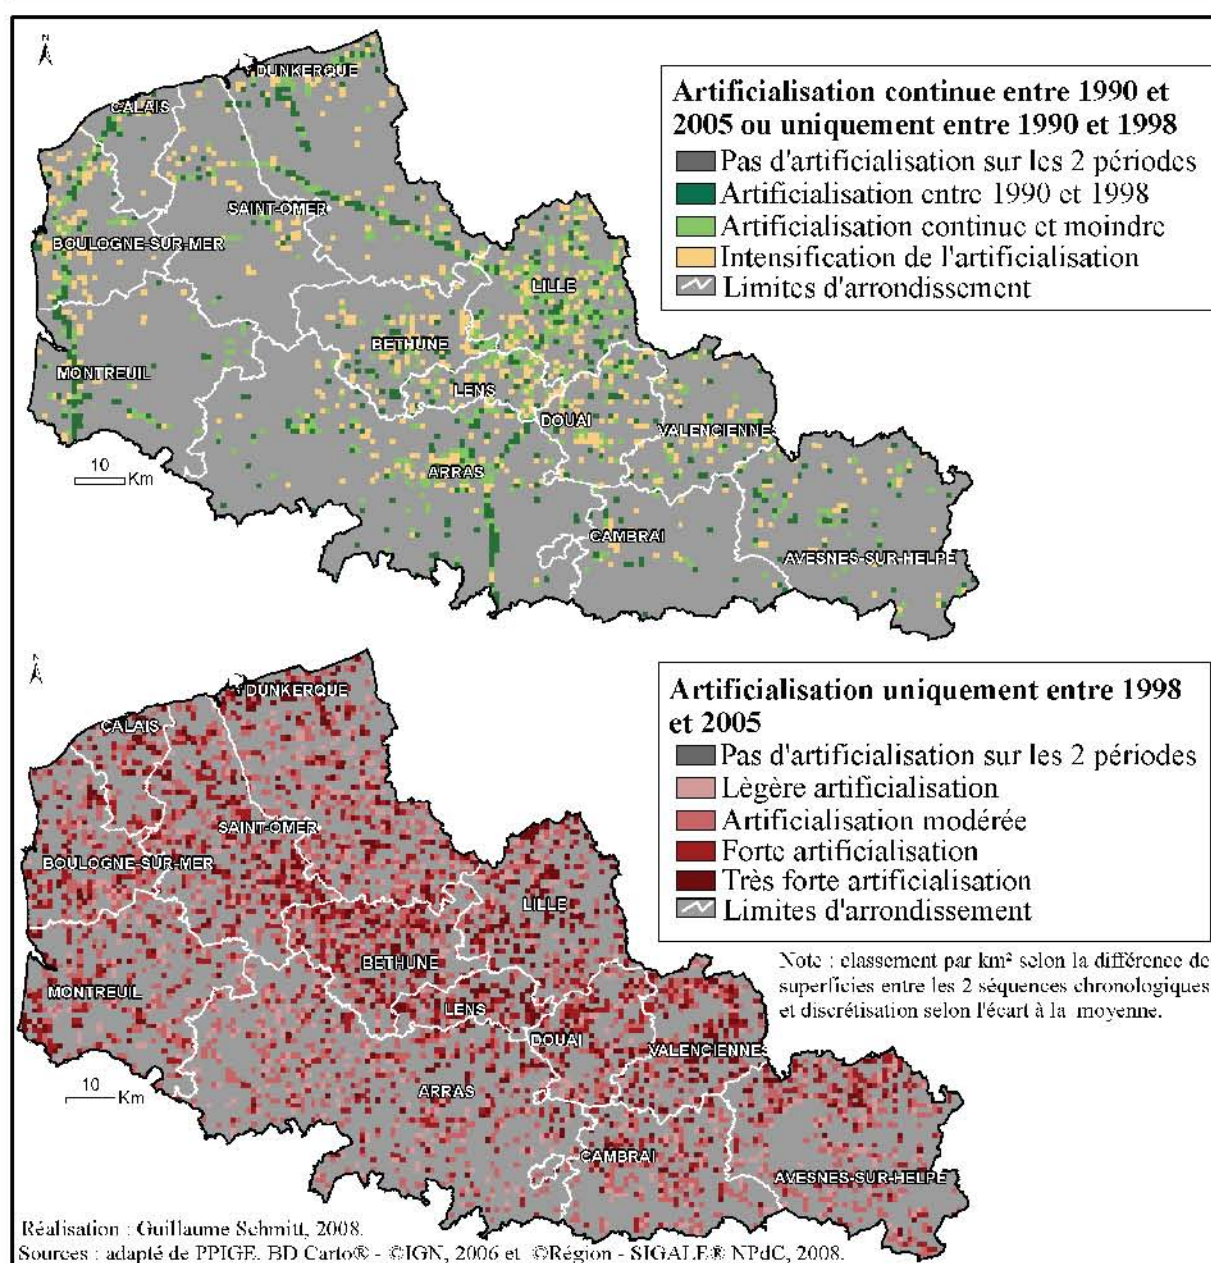 N
DUNKERQUE
CALAIS
SAINT-OMER
BOULOGNE-SUR-MER
LILLE
BETHUNE
MONTREUIL
LENS
DOUAI
VALENCIENNES
ARRAS
10
Km
CAMBRAI
AVESNES-SUR-HELPE
Artificialisation continue entre 1990 et
2005 ou uniquement entre 1990 et 1998
Pas d'artificialisation sur les 2 périodes
Artificialisation entre 1990 et 1998
Artificialisation continue et moindre
Intensification de l'artificialisation
Limites d'arrondissement
N
DUNKERQUE
CALAIS
SAINT-OMER
BOULOGNE-SUR-MER
LILLE
BETHUNE
MONTREUIL
LENS
DOUAI
VALENCIENNES
ARRAS
10
Km
CAMBRAI
AVESNES-SUR-HELPE
Artificialisation uniquement entre 1998
et 2005
Pas d'artificialisation sur les 2 périodes
Lègère artificialisation
Artificialisation modérée
Forte artificialisation
Très forte artificialisation
Limites d'arrondissement
Note : classement par km² selon la différence de
superficies entre les 2 séquences chronologiques
et discrétisation selon l'écart à la moyenne.
Réalisation : Guillaume Schmitt, 2008.
Sources : adapté de PPIGE. BD Carto® - ©IGN, 2006 et ©Région - SIGALE® NPdC, 2008.